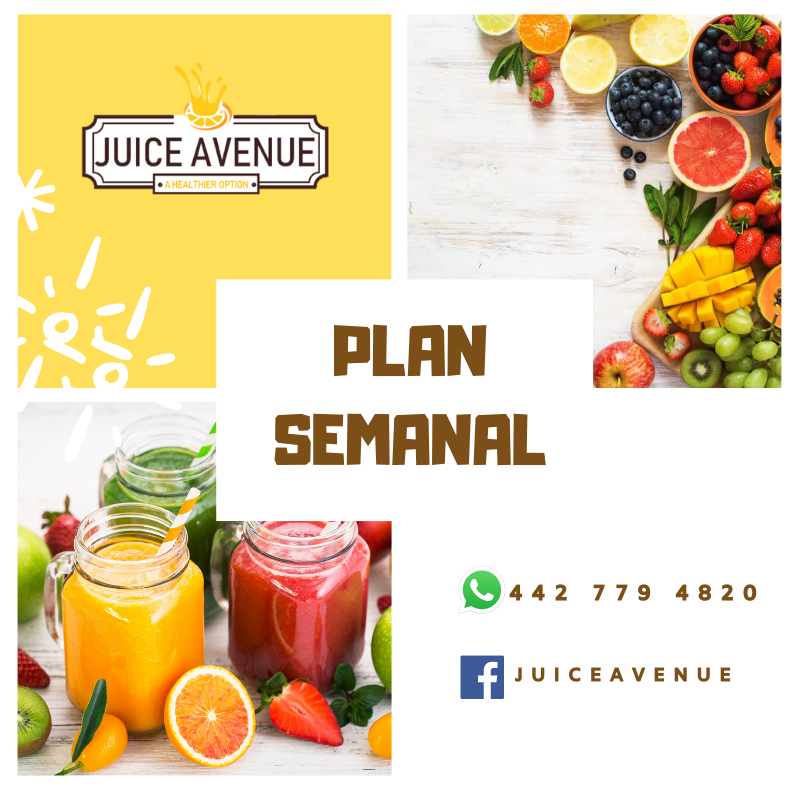 JUICE AVENUE
A HEALTHIER OPTION
PLAN
SEMANAL
442 779 4820
JUICEAVENUE